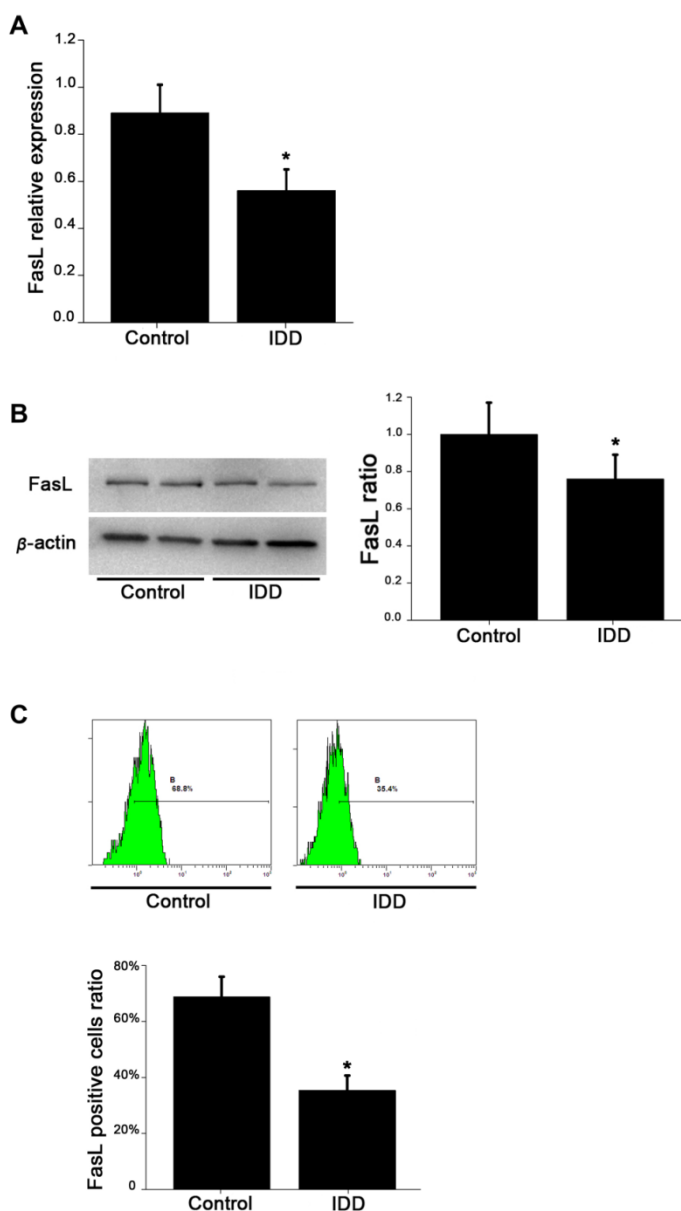 A
FasL relative expression
1.2
1.0
0.8
0.6
0.4
0.2
0.0
*
Control IDD
B
FasL
β-actin
Control IDD
FasL ratio
1.2
1.0
0.8
0.6
0.4
0.2
0.0
*
Control IDD
C
B
68.8%
B
35.4%
Control IDD
FasL positive cells ratio
80%
60%
40%
20%
0
*
Control IDD